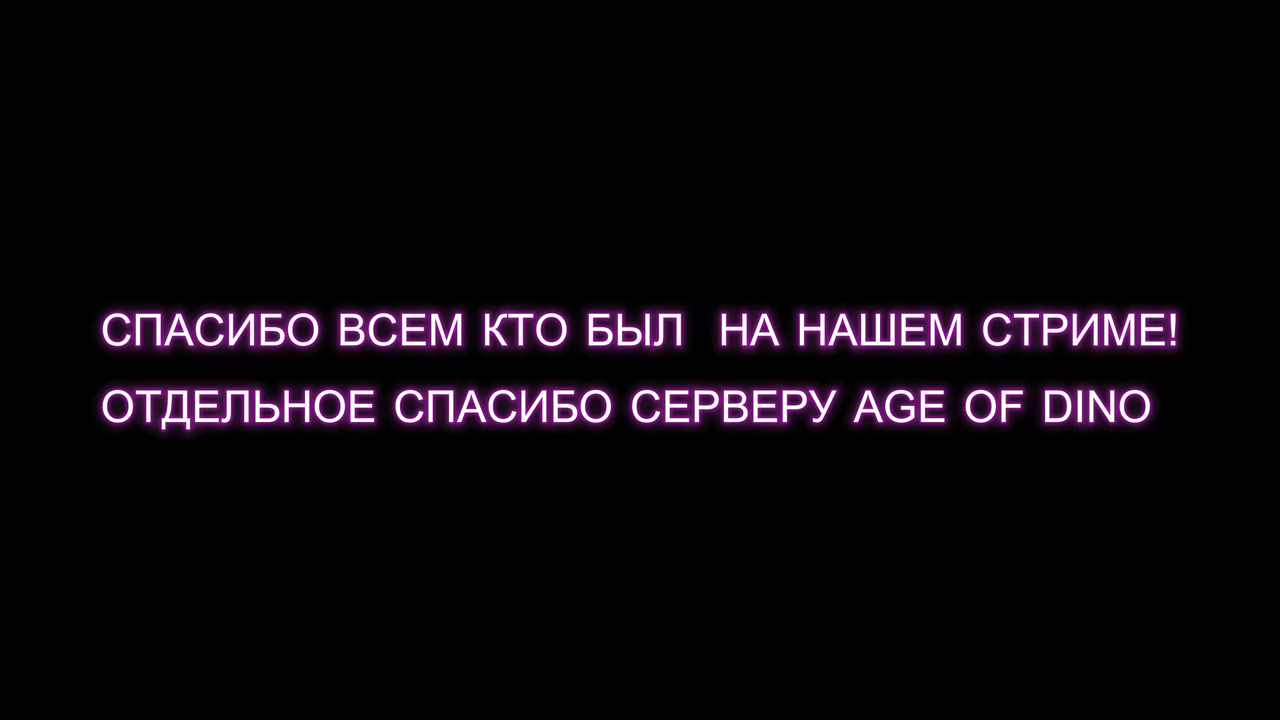 СПАСИБО ВСЕМ КТО БЫЛ  НА НАШЕМ СТРИМЕ!
ОТДЕЛЬНОЕ СПАСИБО СЕРВЕРУ AGE OF DINO